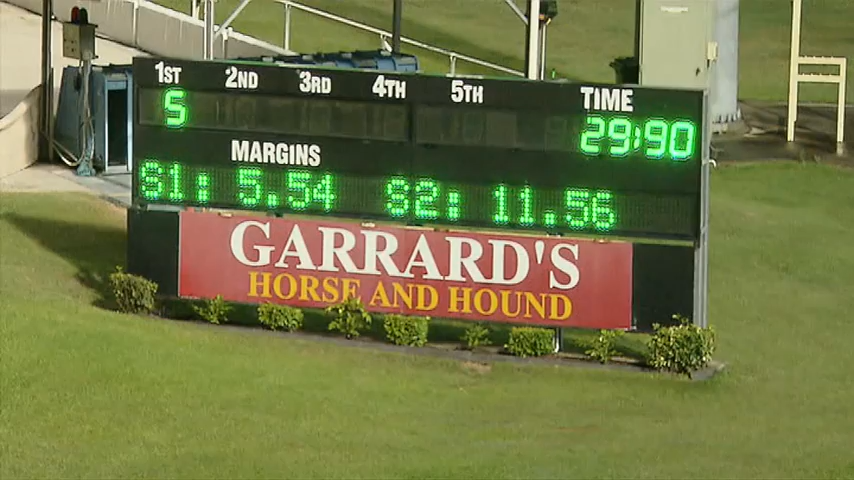 1ST 2ND 3RD 4TH 5TH TIME
5 29:90
MARGINS
S1: 5.54 S2: 11.56
GARRARD'S
HORSE AND HOUND